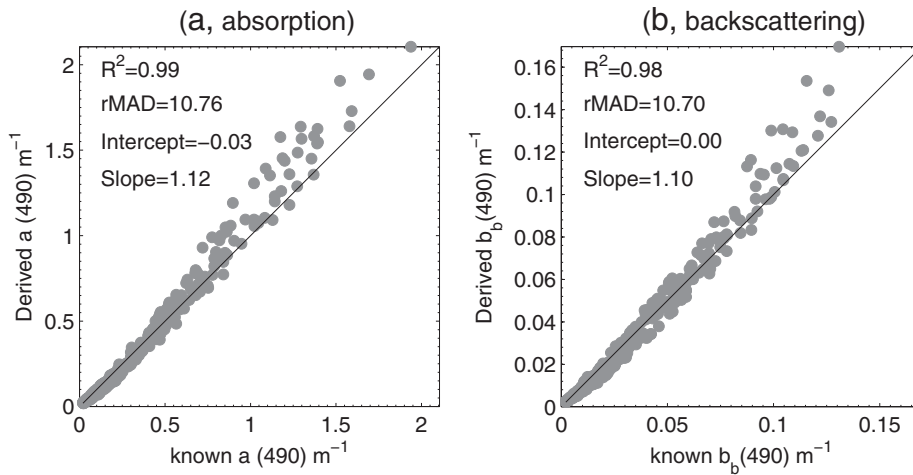 (a, absorption)
R²=0.99
rMAD=10.76
Intercept=−0.03
Slope=1.12
Derived a (490) m⁻¹
2
1.5
1
0.5
0
0 0.5 1 1.5 2
known a (490) m⁻¹
(b, backscattering)
R²=0.98
rMAD=10.70
Intercept=0.00
Slope=1.10
Derived b_b(490) m⁻¹
0.16
0.14
0.12
0.1
0.08
0.06
0.04
0.02
0
0 0.05 0.1 0.15
known b_b(490) m⁻¹